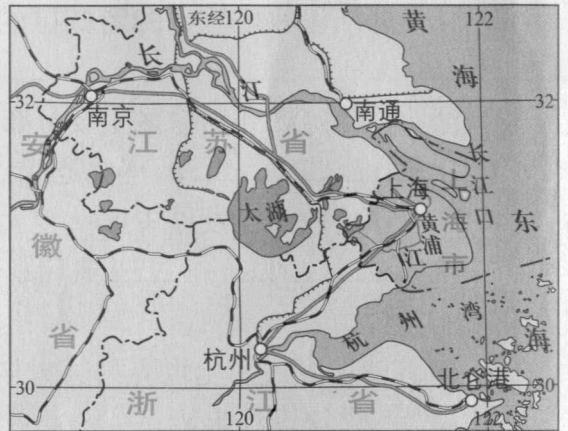 东经120
黄
122
长
海
江
32
32
南京
南通
安
江
苏
省
长
上海
江
太湖
黄
海
口
东
徽
浦
江
市
省
杭
州
湾
海
杭州
北仑港
30
30
浙
江
省
120
122